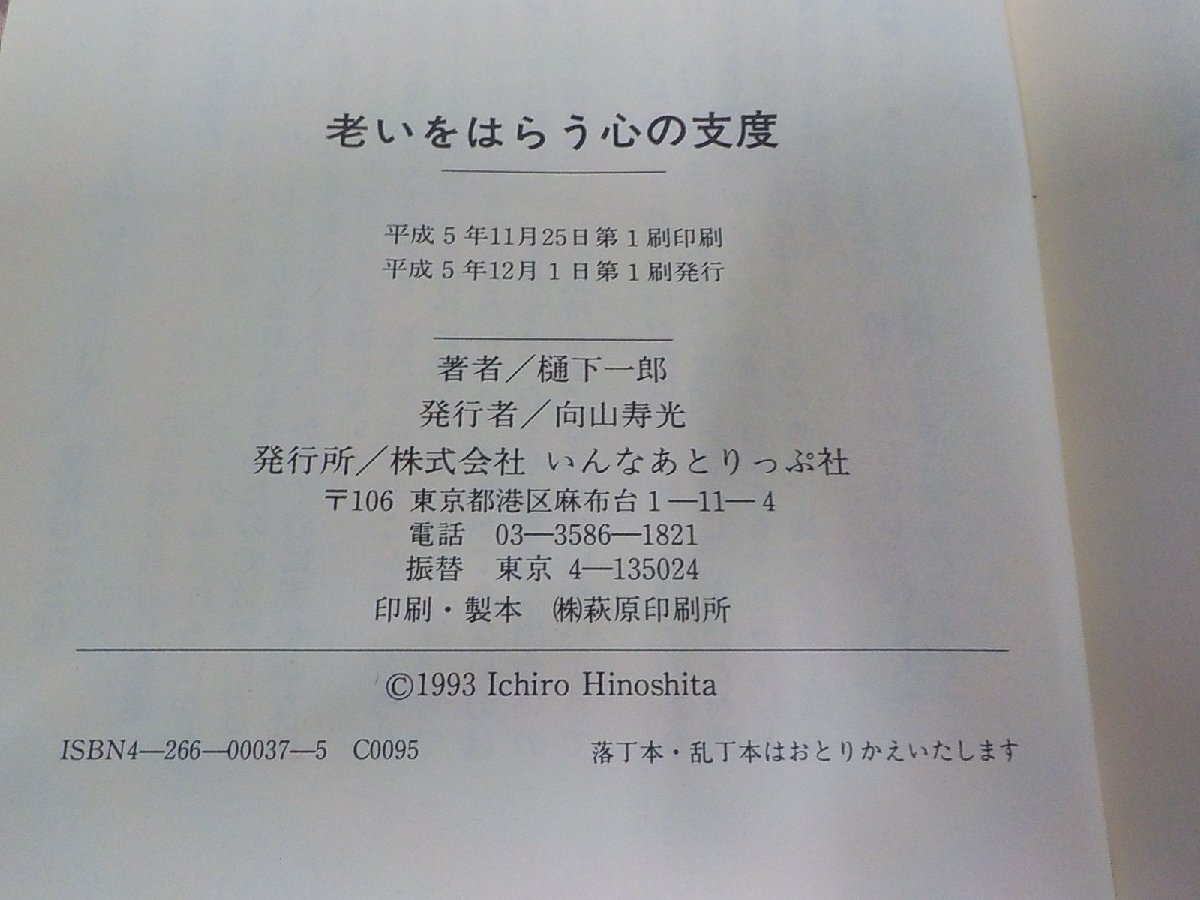 老いをはらう心の支度
平成5年11月25日第1刷印刷
平成5年12月1日第1刷発行
著者／樋下一郎
発行者／向山寿光
発行所／株式会社 いんなあとりっぷ社
〒106 東京都港区麻布台1—11—4
電話 03—3586—1821
振替 東京 4—135024
印刷・製本 ㈱萩原印刷所
©1993 Ichiro Hinoshita
ISBN4—266—00037—5 C0095
落丁本・乱丁本はおとりかえいたします